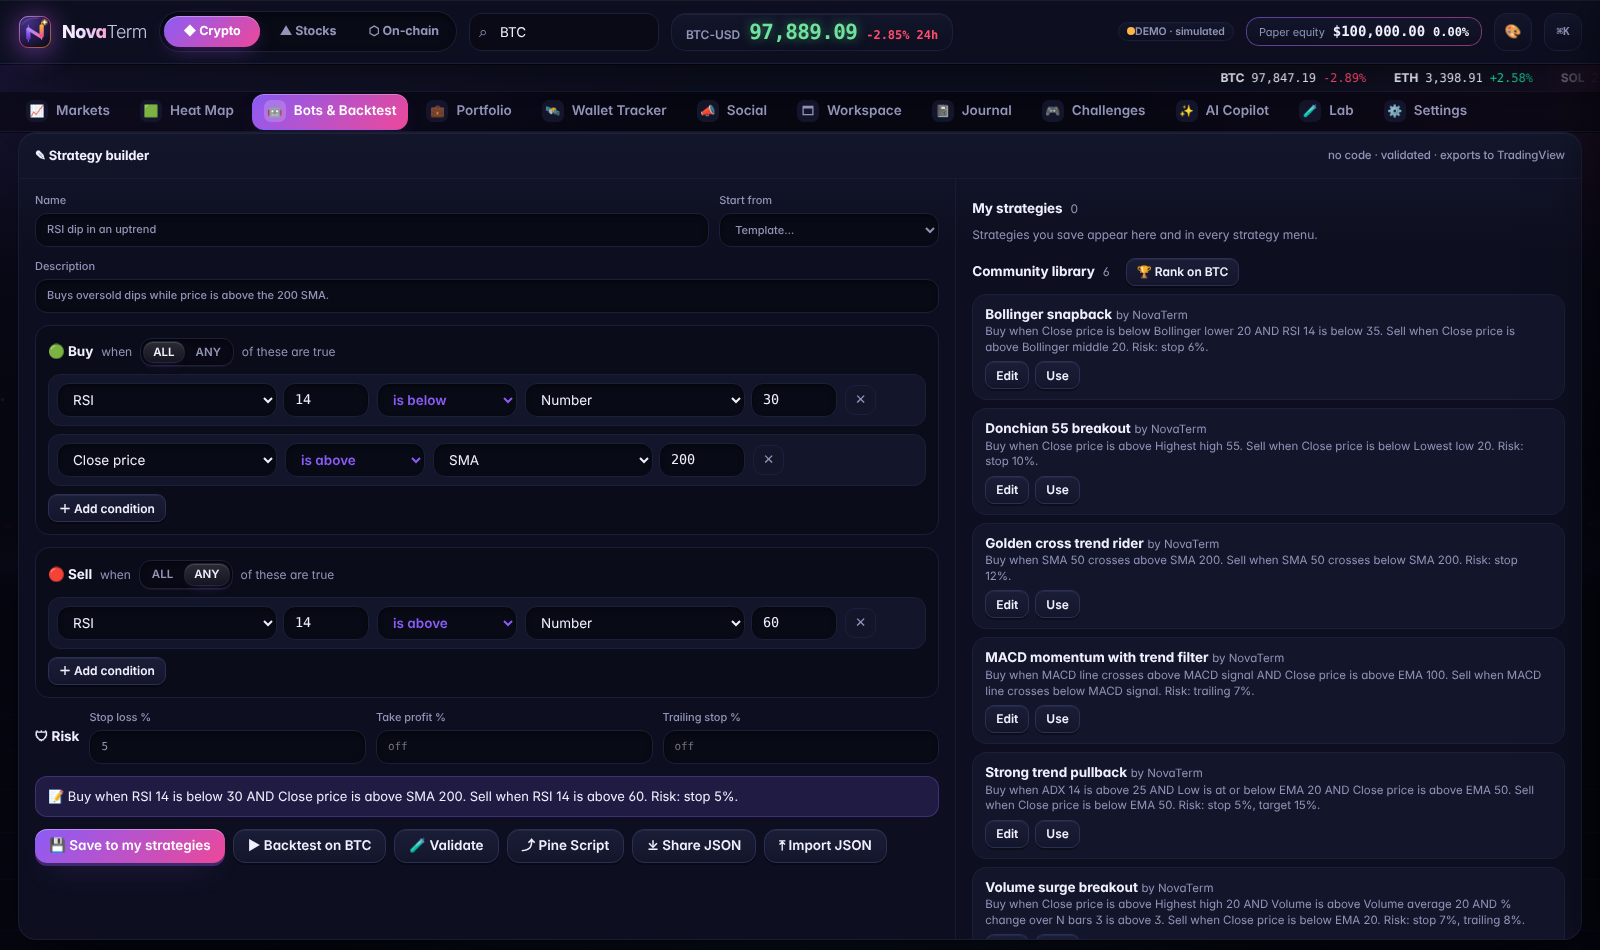 NovaTerm
Crypto
Stocks
On-chain
BTC
BTC-USD 97,889.09 -2.85% 24h
DEMO · simulated
Paper equity $100,000.00 0.00%
⌘K
BTC 97,847.19 -2.89% ETH 3,398.91 +2.58% SOL
Markets
Heat Map
Bots & Backtest
Portfolio
Wallet Tracker
Social
Workspace
Journal
Challenges
AI Copilot
Lab
Settings
✎ Strategy builder
no code · validated · exports to TradingView
Name
RSI dip in an uptrend
Start from
Template...
Description
Buys oversold dips while price is above the 200 SMA.
Buy when ALL ANY of these are true
RSI 14 is below Number 30 ✕
Close price is above SMA 200 ✕
+ Add condition
Sell when ALL ANY of these are true
RSI 14 is above Number 60 ✕
+ Add condition
Risk
Stop loss %
5
Take profit %
off
Trailing stop %
off
Buy when RSI 14 is below 30 AND Close price is above SMA 200. Sell when RSI 14 is above 60. Risk: stop 5%.
Save to my strategies
▶ Backtest on BTC
Validate
Pine Script
Share JSON
Import JSON
My strategies 0
Strategies you save appear here and in every strategy menu.
Community library 6
Rank on BTC
Bollinger snapback by NovaTerm
Buy when Close price is below Bollinger lower 20 AND RSI 14 is below 35. Sell when Close price is
above Bollinger middle 20. Risk: stop 6%.
Edit Use
Donchian 55 breakout by NovaTerm
Buy when Close price is above Highest high 55. Sell when Close price is below Lowest low 20. Risk:
stop 10%.
Edit Use
Golden cross trend rider by NovaTerm
Buy when SMA 50 crosses above SMA 200. Sell when SMA 50 crosses below SMA 200. Risk: stop
12%.
Edit Use
MACD momentum with trend filter by NovaTerm
Buy when MACD line crosses above MACD signal AND Close price is above EMA 100. Sell when MACD
line crosses below MACD signal. Risk: trailing 7%.
Edit Use
Strong trend pullback by NovaTerm
Buy when ADX 14 is above 25 AND Low is at or below EMA 20 AND Close price is above EMA 50. Sell
when Close price is below EMA 50. Risk: stop 5%, target 15%.
Edit Use
Volume surge breakout by NovaTerm
Buy when Close price is above Highest high 20 AND Volume is above Volume average 20 AND %
change over N bars 3 is above 3. Sell when Close price is below EMA 20. Risk: stop 7%, trailing 8%.